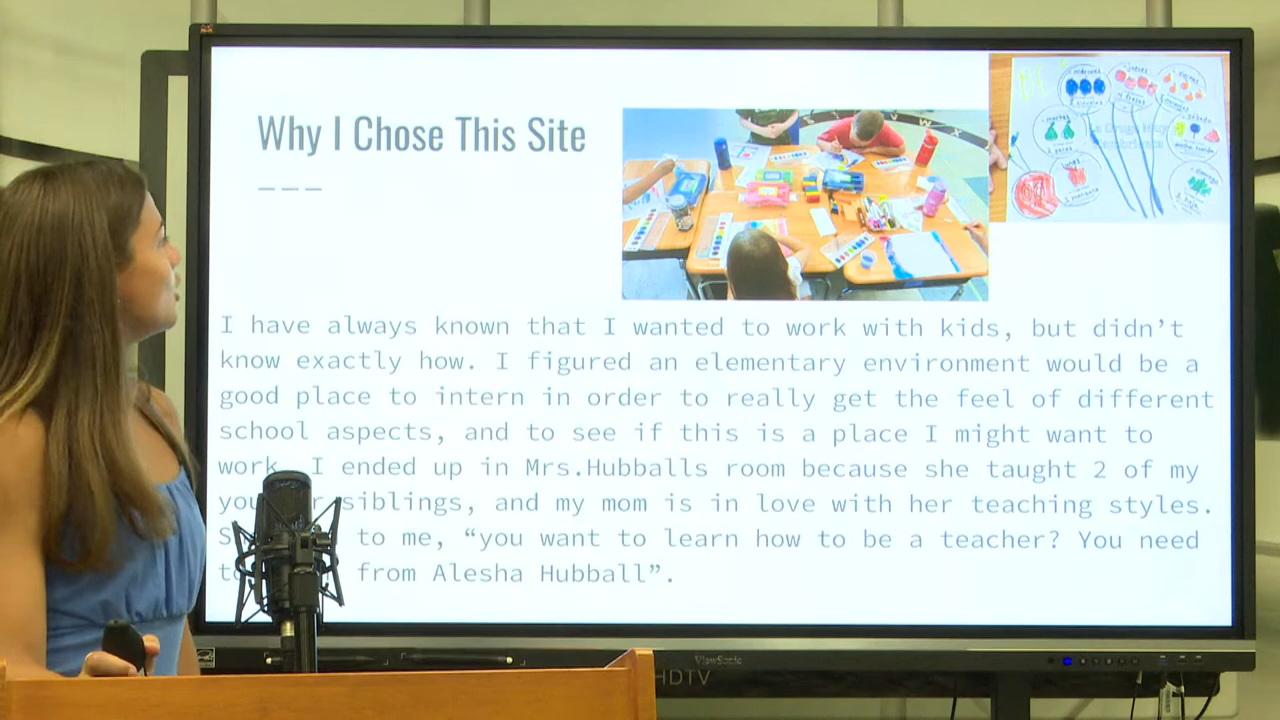 Why I Chose This Site
I have always known that I wanted to work with kids, but didn't
know exactly how. I figured an elementary environment would be a
good place to intern in order to really get the feel of different
school aspects, and to see if this is a place I might want to
work. I ended up in Mrs.Hubballs room because she taught 2 of my
siblings, and my mom is in love with her teaching styles.
to me, “you want to learn how to be a teacher? You need
from Alesha Hubball”.
ViewSonic
HDTV